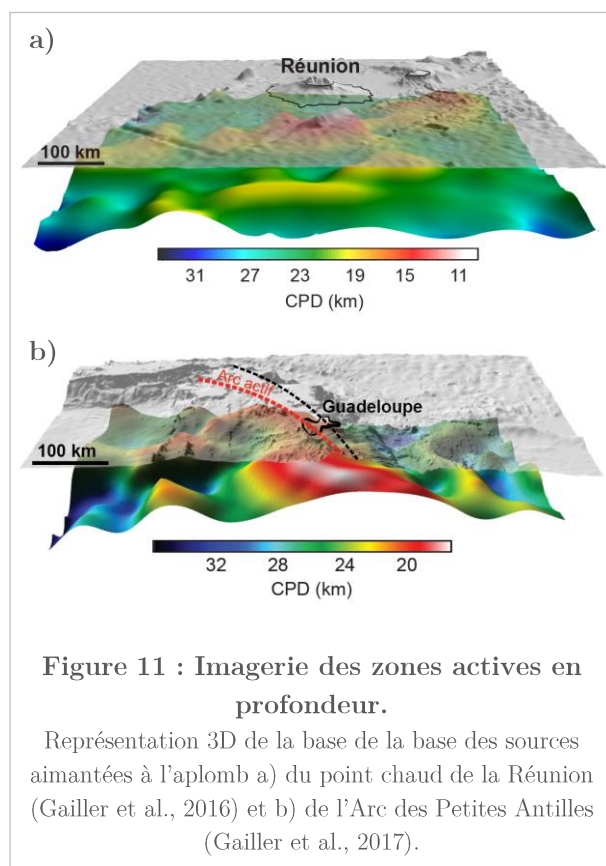 a)
Réunion
100 km
31 27 23 19 15 11
CPD (km)
b)
Arc actif
Guadeloupe
100 km
32 28 24 20
CPD (km)
Figure 11 : Imagerie des zones actives en
profondeur.
Représentation 3D de la base de la base des sources
aimantées à l'aplomb a) du point chaud de la Réunion
(Gailler et al., 2016) et b) de l'Arc des Petites Antilles
(Gailler et al., 2017).